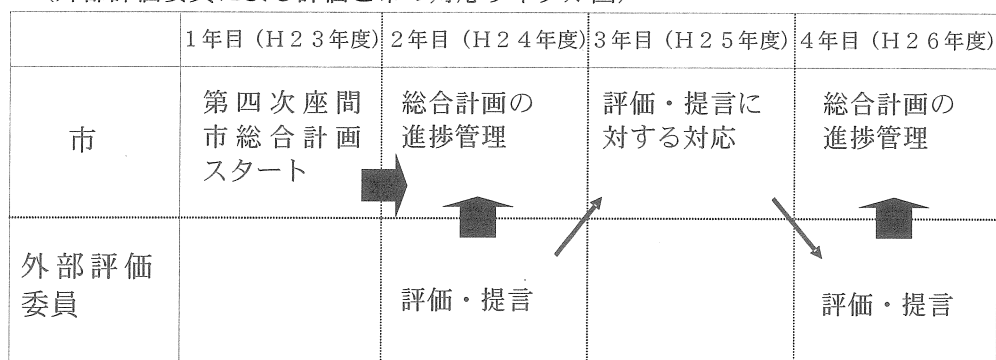 1年目（H23年度）
2年目（H24年度）
3年目（H25年度）
4年目（H26年度）
市
第四次座間
市総合計画
スタート
総合計画の
進捗管理
評価・提言に
対する対応
総合計画の
進捗管理
外部評価
委員
評価・提言
評価・提言